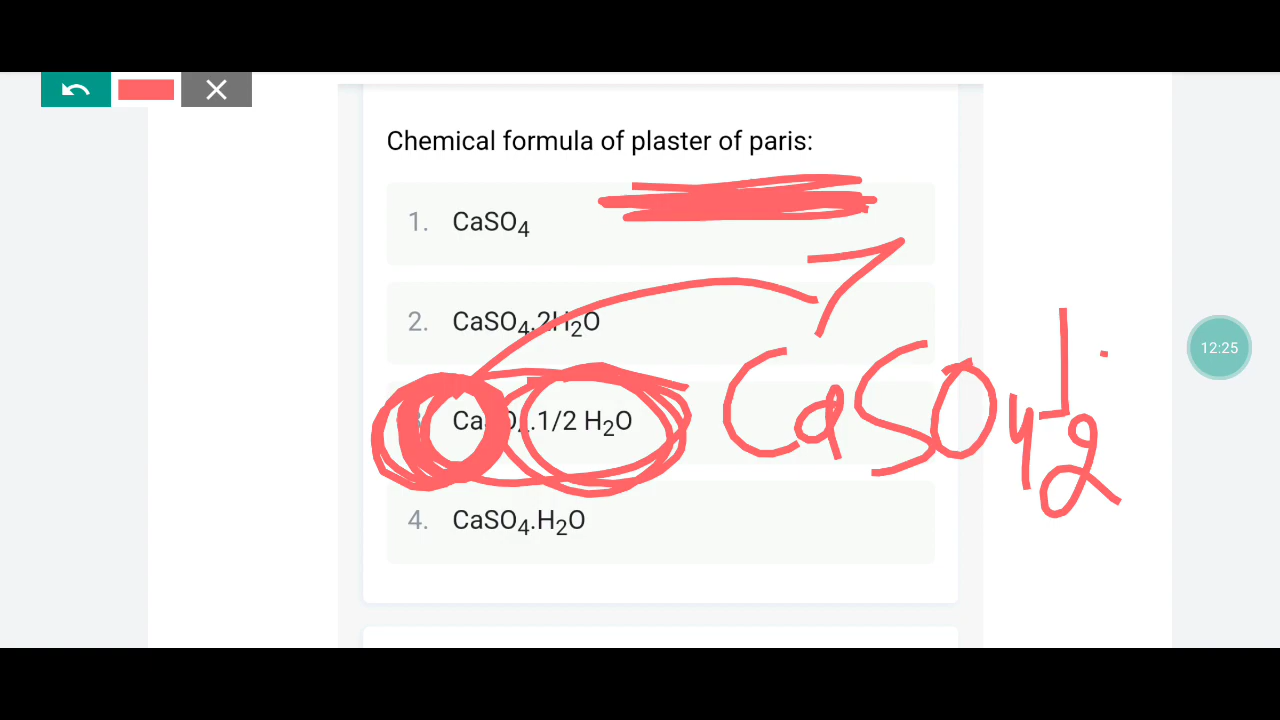 Chemical formula of plaster of paris:
1. CaSO4
2. CaSO4.2H2O
CaSO4.1/2 H2O
CaSO4 1/2
4. CaSO4.H2O
12:25